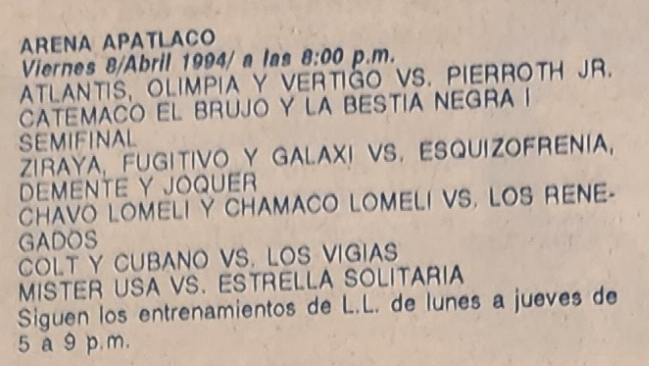 ARENA APATLACO
Viernes 8/Abril 1994/ a las 8:00 p.m.
ATLANTIS, OLIMPIA Y VERTIGO VS. PIERROTH JR.
CATEMACO EL BRUJO Y LA BESTIA NEGRA I
SEMIFINAL
ZIRAYA, FUGITIVO Y GALAXI VS. ESQUIZOFRENIA,
DEMENTE Y JOQUER
CHAVO LOMELI Y CHAMACO LOMELI VS. LOS RENE-
GADOS
COLT Y CUBANO VS. LOS VIGIAS
MISTER USA VS. ESTRELLA SOLITARIA
Siguen los entrenamientos de L.L. de lunes a jueves de
5 a 9 p.m.